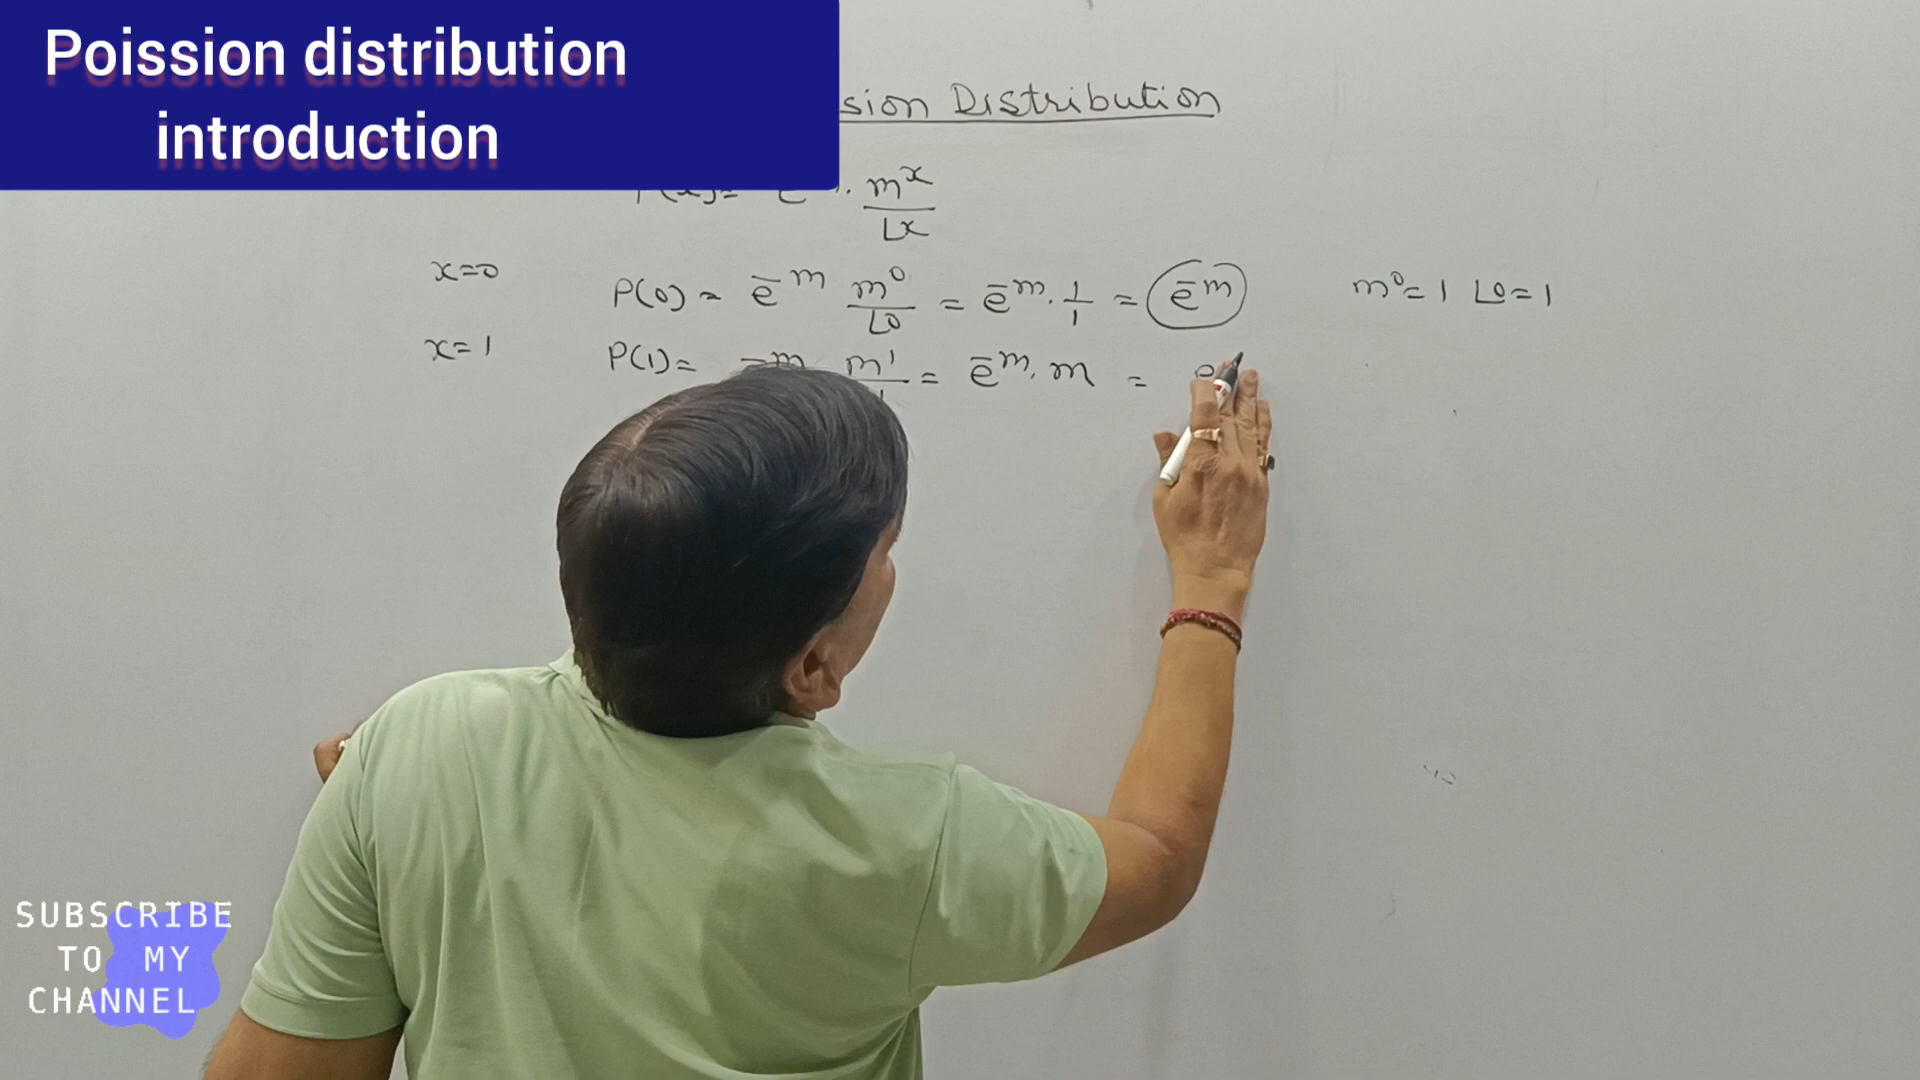 Poission distribution
introduction
sion Distribution
m^x
Lx
x=0 P(0) = e^-m m^0/L0 = e^-m . 1/1 = e^-m m^0=1 L0=1
x=1 P(1)= m^1 = e^-m . m =
SUBSCRIBE
TO MY
CHANNEL